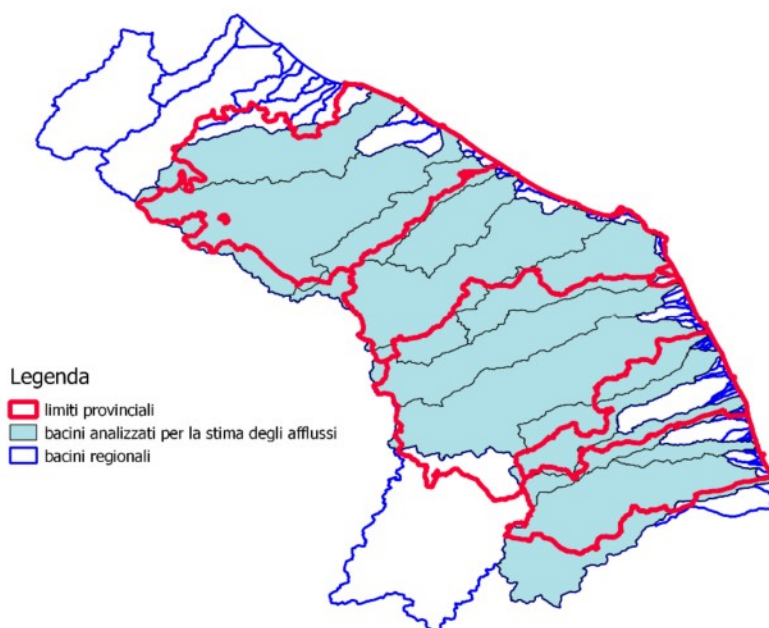 Legenda
limiti provinciali
bacini analizzati per la stima degli afflussi
bacini regionali